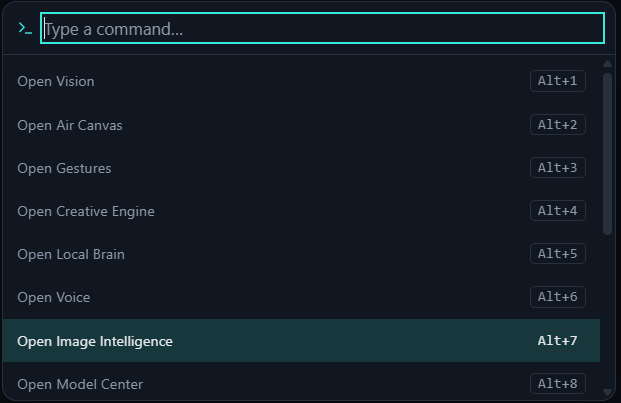 >_ Type a command...
Open Vision Alt+1
Open Air Canvas Alt+2
Open Gestures Alt+3
Open Creative Engine Alt+4
Open Local Brain Alt+5
Open Voice Alt+6
Open Image Intelligence Alt+7
Open Model Center Alt+8